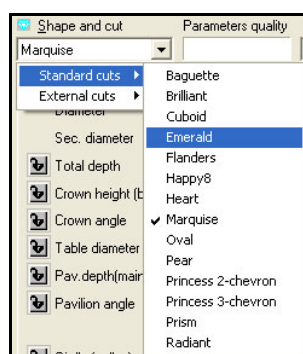 Shape and cut
Parameters quality
Marquise
Standard cuts
External cuts
Diameter
Sec. diameter
Total depth
Crown height (b
Crown angle
Table diameter
Pav.depth(main
Pavilion angle
Baguette
Brilliant
Cuboid
Emerald
Flanders
Happy8
Heart
Marquise
Oval
Pear
Princess 2-chevron
Princess 3-chevron
Prism
Radiant